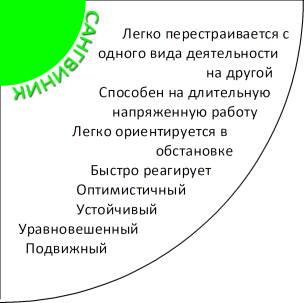 САНГВИНИК
Легко перестраивается с
одного вида деятельности
на другой
Способен на длительную
напряженную работу
Легко ориентируется в
обстановке
Быстро реагирует
Оптимистичный
Устойчивый
Уравновешенный
Подвижный